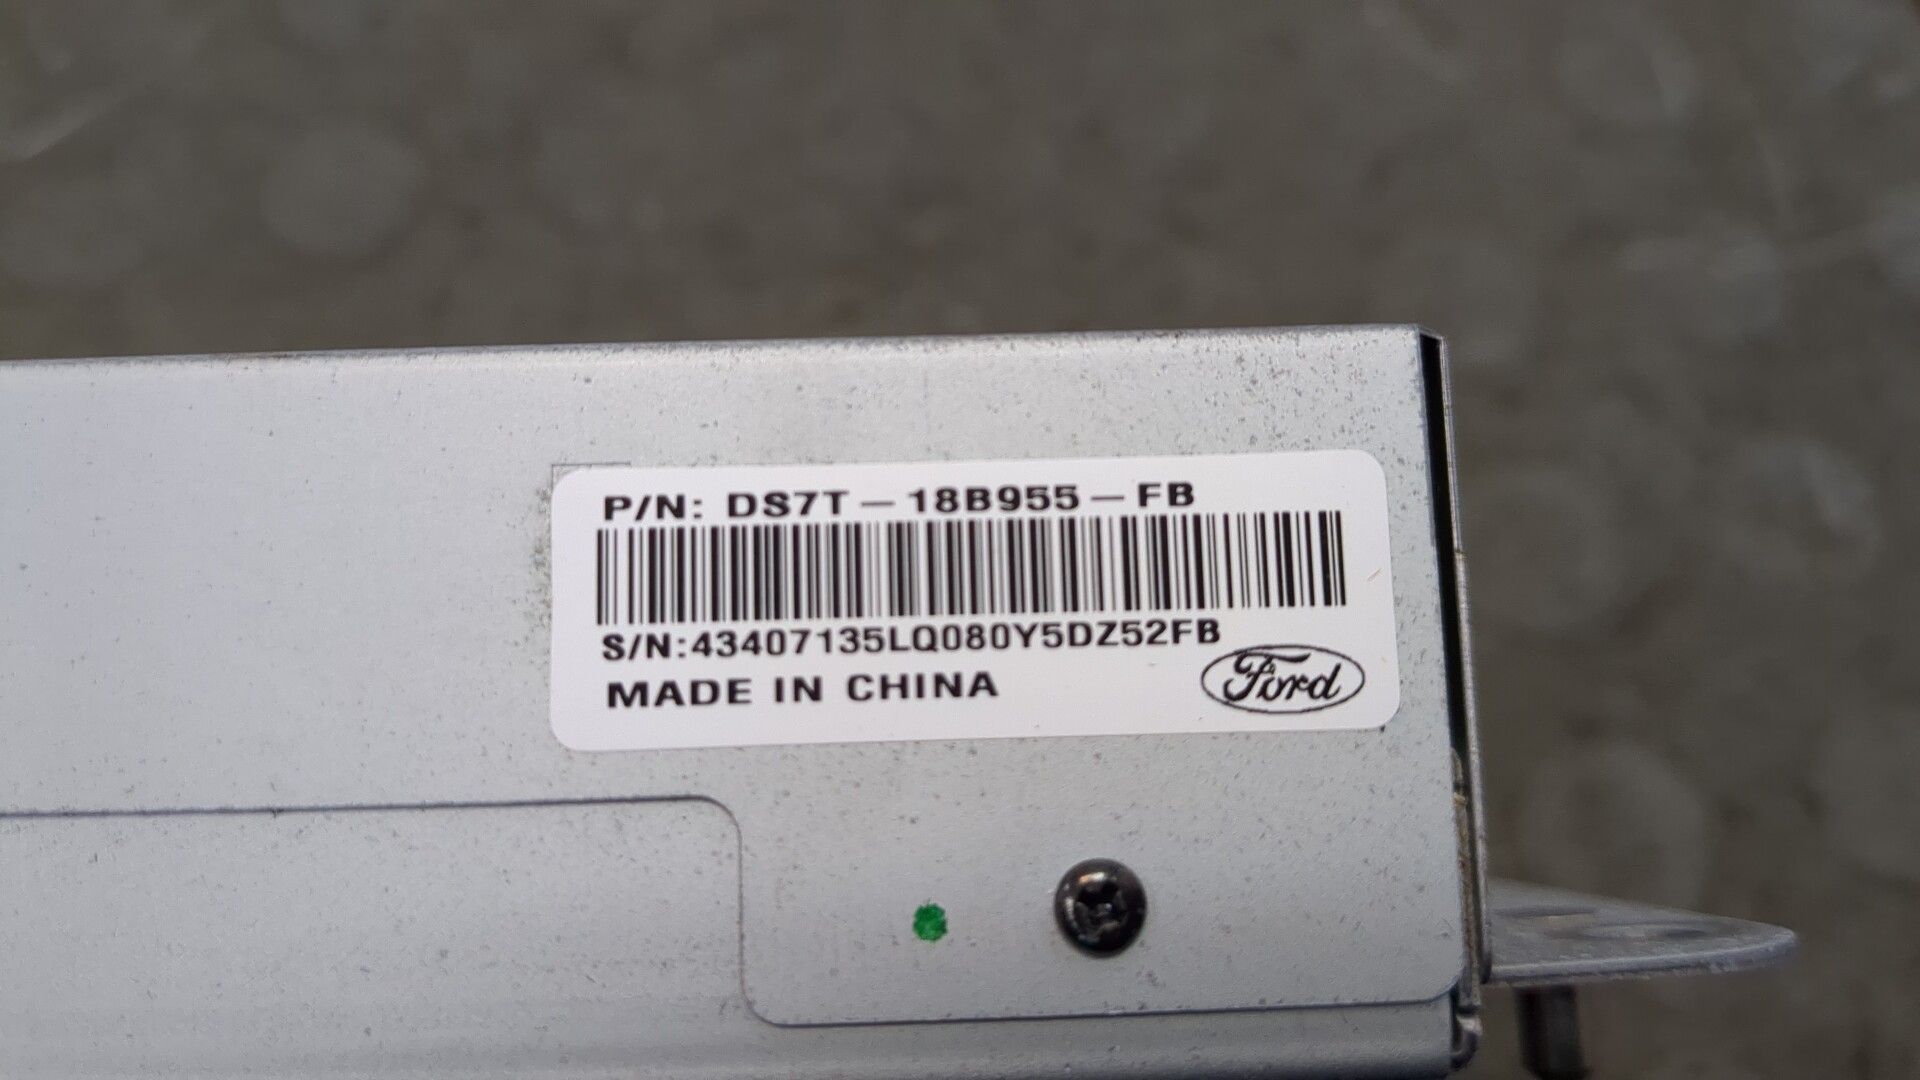 P/N: DS7T-18B955-FB
S/N:43407135LQ080Y5DZ52FB
MADE IN CHINA
Ford